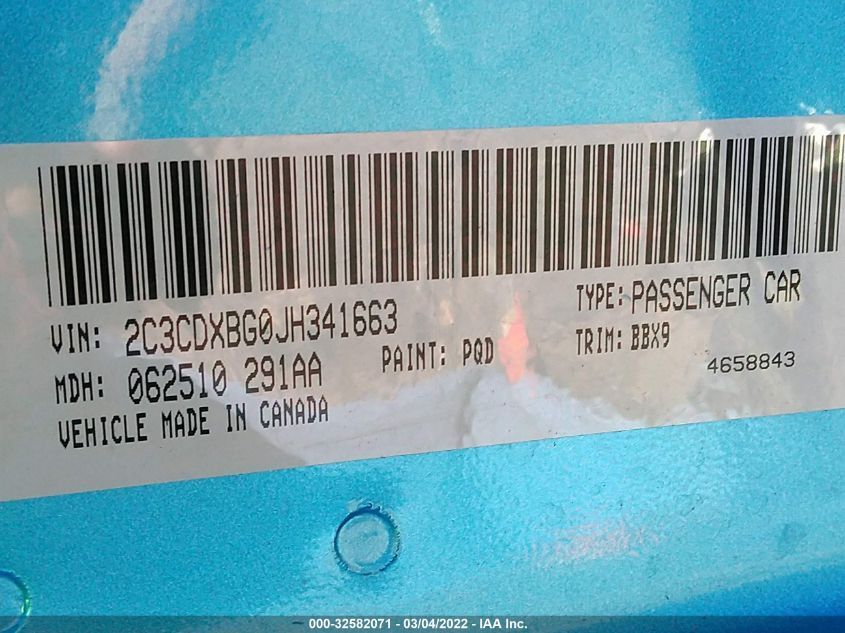 VIN: 2C3CDXBG0JH341663 TYPE: PASSENGER CAR
MDH: 062510 291AA PAINT: PQD TRIM: BBX9
VEHICLE MADE IN CANADA 4658843
000-32582071 - 03/04/2022 - IAA Inc.